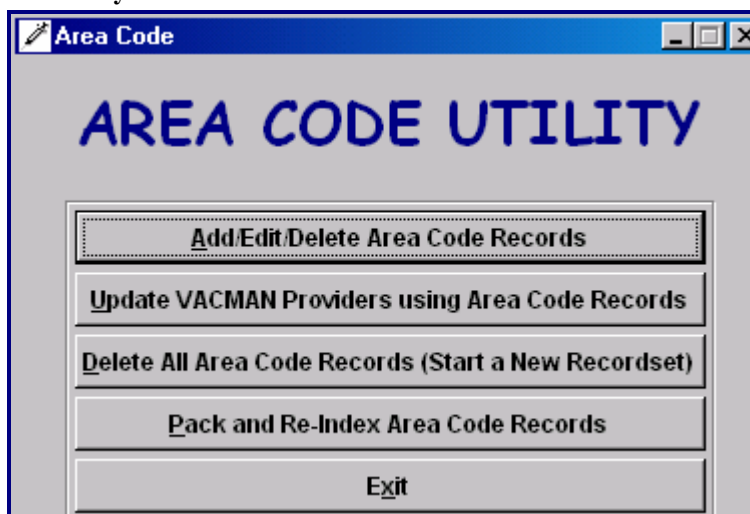 Area Code
AREA CODE UTILITY
Add/Edit/Delete Area Code Records
Update VACMAN Providers using Area Code Records
Delete All Area Code Records (Start a New Recordset)
Pack and Re-Index Area Code Records
Exit